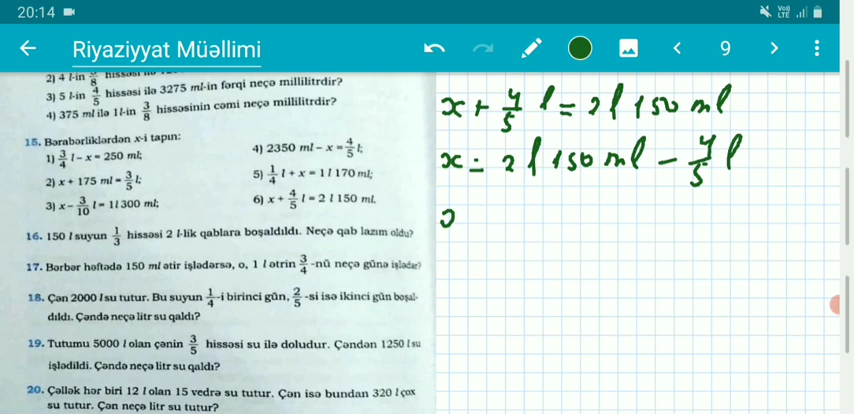 20:14
Vo))
LTE
Riyaziyyat Müəllimi
9
2) 4 l-in /8 hissəsi
3) 5 l-in 4/5 hissəsi ilə 3275 ml-in fərqi neçə millilitrdir?
4) 375 ml ilə 1 l-in 3/8 hissəsinin cəmi neçə millilitrdir?
15. Bərabərliklərdən x-i tapın:
1) 3/4 l – x = 250 ml;
2) x + 175 ml = 3/5 l;
3) x – 3/10 l = 1 l 300 ml;
4) 2350 ml – x = 4/5 l;
5) 1/4 l + x = 1 l 170 ml;
6) x + 4/5 l = 2 l 150 ml.
16. 150 l suyun 1/3 hissəsi 2 l-lik qablara boşaldıldı. Neçə qab lazım oldu?
17. Bərbər həftədə 150 ml ətir işlədərsə, o, 1 l ətrin 3/4 -nü neçə günə işlədər?
18. Çən 2000 l su tutur. Bu suyun 1/4 -i birinci gün, 2/5 -si isə ikinci gün boşal-
dıldı. Çəndə neçə litr su qaldı?
19. Tutumu 5000 l olan çənin 3/5 hissəsi su ilə doludur. Çəndən 1250 l su
işlədildi. Çəndə neçə litr su qaldı?
20. Çəllək hər biri 12 l olan 15 vedrə su tutur. Çən isə bundan 320 l çox
su tutur. Çən neçə litr su tutur?
x + 4/5 l = 2 l 150 ml
x = 2 l 150 ml – 4/5 l